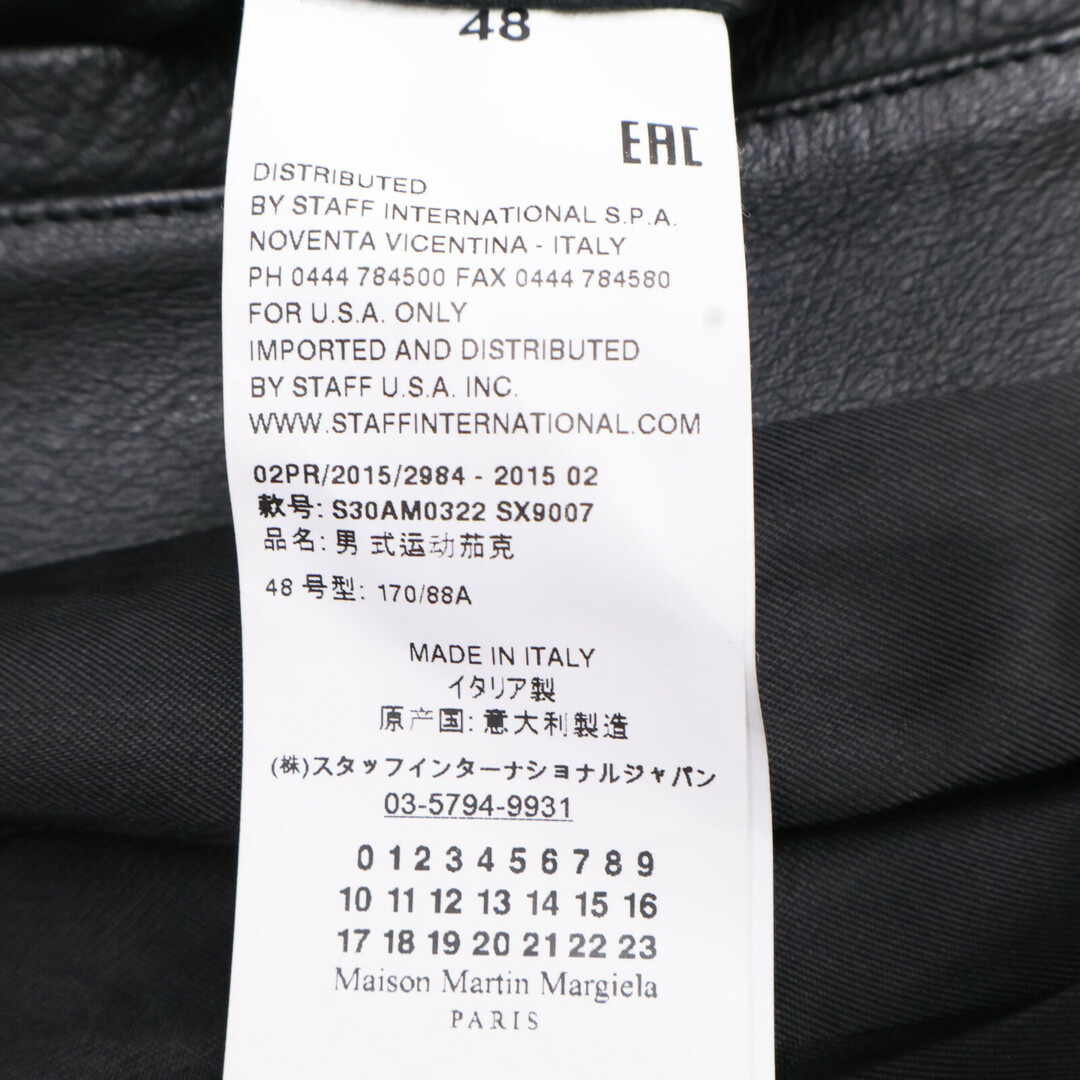 48
EAC
DISTRIBUTED
BY STAFF INTERNATIONAL S.P.A.
NOVENTA VICENTINA - ITALY
PH 0444 784500 FAX 0444 784580
FOR U.S.A. ONLY
IMPORTED AND DISTRIBUTED
BY STAFF U.S.A. INC.
WWW.STAFFINTERNATIONAL.COM
02PR/2015/2984 - 2015 02
款号: S30AM0322 SX9007
品名: 男式运动茄克
48 号型: 170/88A
MADE IN ITALY
イタリア製
原产国: 意大利製造
(株)スタッフインターナショナルジャパン
03-5794-9931
0 1 2 3 4 5 6 7 8 9
10 11 12 13 14 15 16
17 18 19 20 21 22 23
Maison Martin Margiela
PARIS